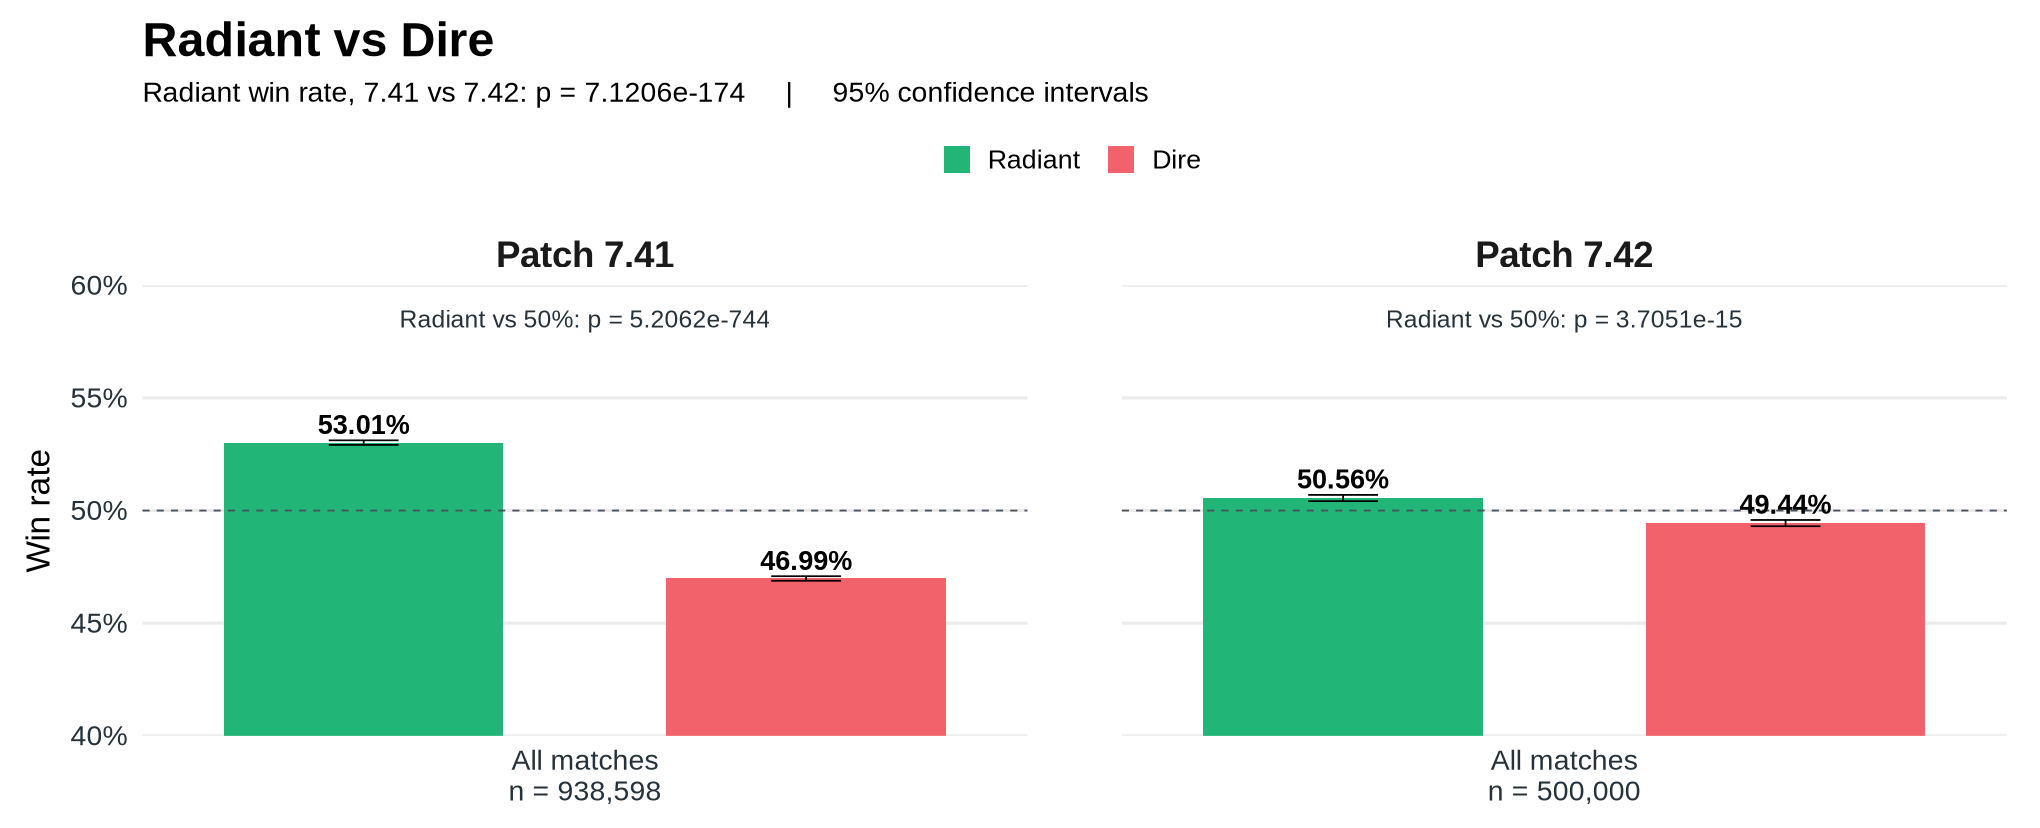 Radiant vs Dire
Radiant win rate, 7.41 vs 7.42: p = 7.1206e-174 | 95% confidence intervals
Radiant Dire
Patch 7.41
Patch 7.42
Win rate
60%
55%
50%
45%
40%
Radiant vs 50%: p = 5.2062e-744
53.01%
46.99%
All matches
n = 938,598
Radiant vs 50%: p = 3.7051e-15
50.56%
49.44%
All matches
n = 500,000